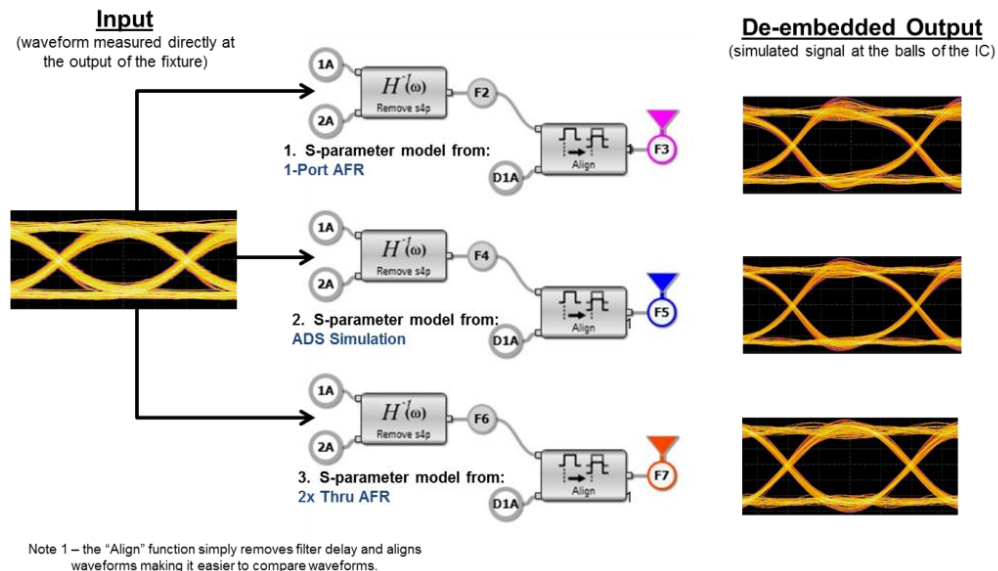 Input
(waveform measured directly at
the output of the fixture)
De-embedded Output
(simulated signal at the balls of the IC)
1A
2A
H⁻¹(ω)
Remove s4p
F2
D1A
Align
F3
1. S-parameter model from:
1-Port AFR
1A
2A
H⁻¹(ω)
Remove s4p
F4
D1A
Align
1
F5
2. S-parameter model from:
ADS Simulation
1A
2A
H⁻¹(ω)
Remove s4p
F6
D1A
Align
1
F7
3. S-parameter model from:
2x Thru AFR
Note 1 – the “Align” function simply removes filter delay and aligns
waveforms making it easier to compare waveforms.